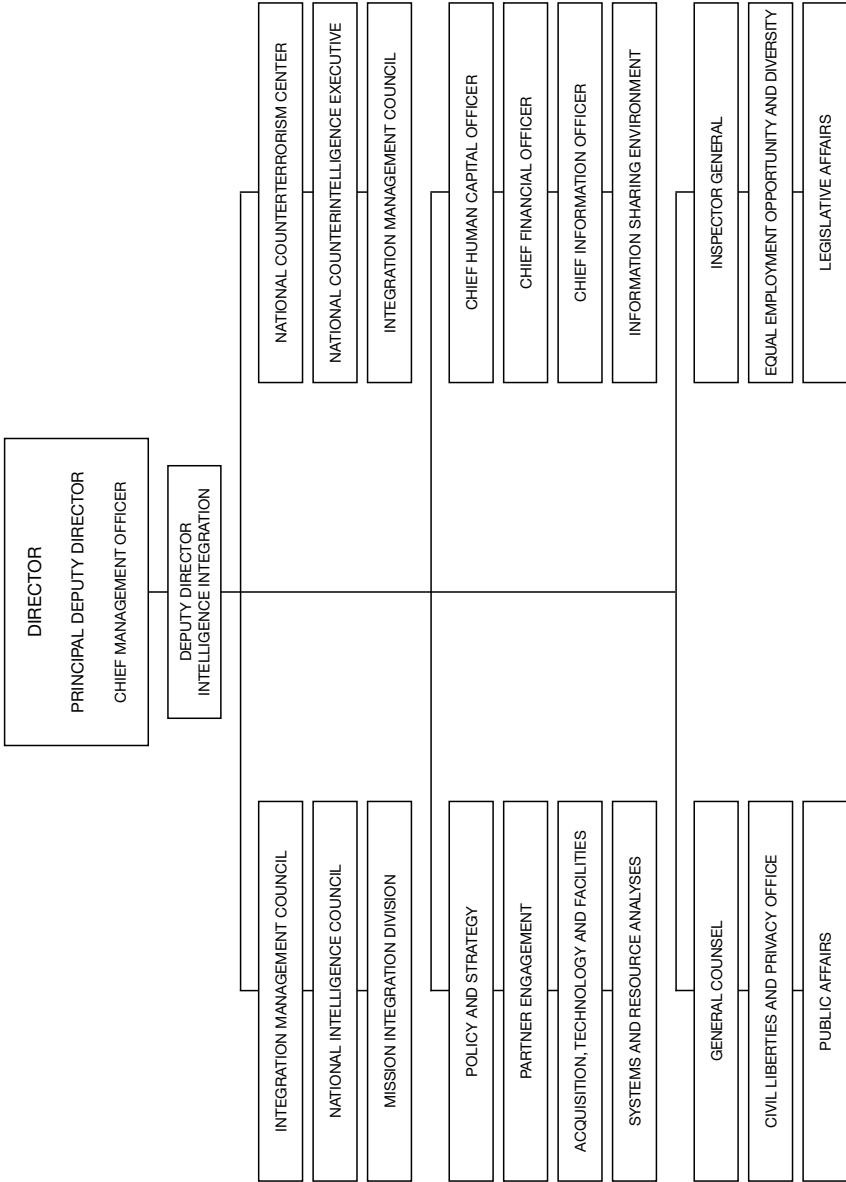 DIRECTOR
PRINCIPAL DEPUTY DIRECTOR
CHIEF MANAGEMENT OFFICER
DEPUTY DIRECTOR
INTELLIGENCE INTEGRATION
INTEGRATION MANAGEMENT COUNCIL
NATIONAL INTELLIGENCE COUNCIL
MISSION INTEGRATION DIVISION
NATIONAL COUNTERTERRORISM CENTER
NATIONAL COUNTERINTELLIGENCE EXECUTIVE
INTEGRATION MANAGEMENT COUNCIL
POLICY AND STRATEGY
PARTNER ENGAGEMENT
ACQUISITION, TECHNOLOGY AND FACILITIES
SYSTEMS AND RESOURCE ANALYSES
CHIEF HUMAN CAPITAL OFFICER
CHIEF FINANCIAL OFFICER
CHIEF INFORMATION OFFICER
INFORMATION SHARING ENVIRONMENT
GENERAL COUNSEL
CIVIL LIBERTIES AND PRIVACY OFFICE
PUBLIC AFFAIRS
INSPECTOR GENERAL
EQUAL EMPLOYMENT OPPORTUNITY AND DIVERSITY
LEGISLATIVE AFFAIRS